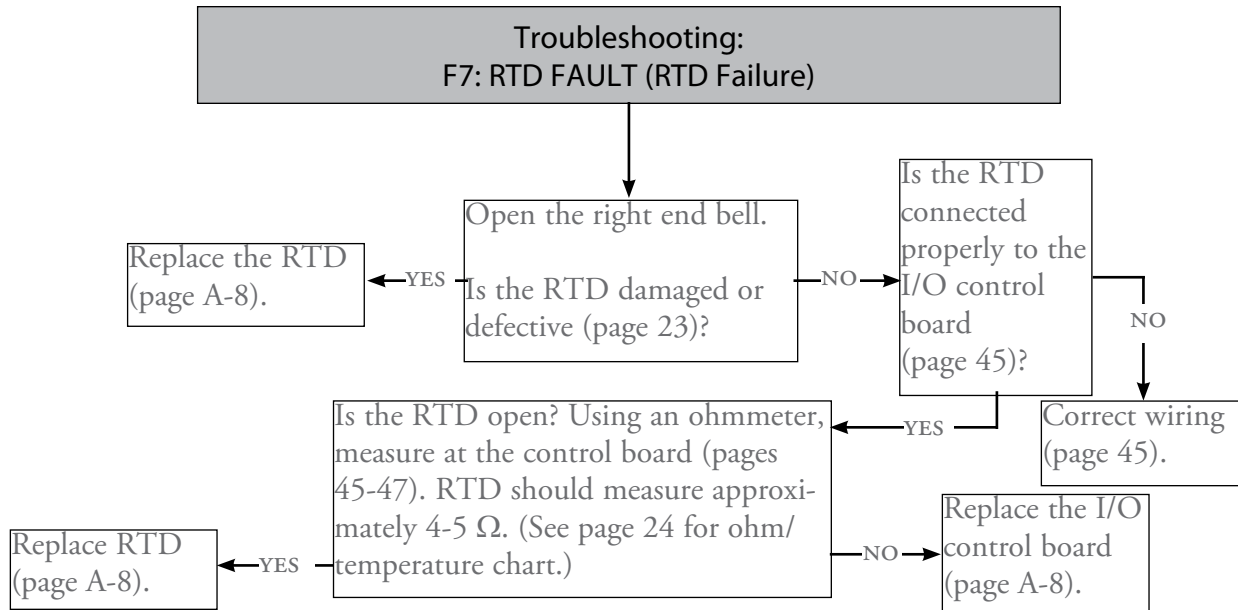 Troubleshooting:
F7: RTD FAULT (RTD Failure)
Open the right end bell.
Is the RTD damaged or
defective (page 23)?
YES
Replace the RTD
(page A-8).
NO
Is the RTD
connected
properly to the
I/O control
board
(page 45)?
NO
Correct wiring
(page 45).
YES
Is the RTD open? Using an ohmmeter,
measure at the control board (pages
45-47). RTD should measure approxi-
mately 4-5 Ω. (See page 24 for ohm/
temperature chart.)
YES
Replace RTD
(page A-8).
NO
Replace the I/O
control board
(page A-8).